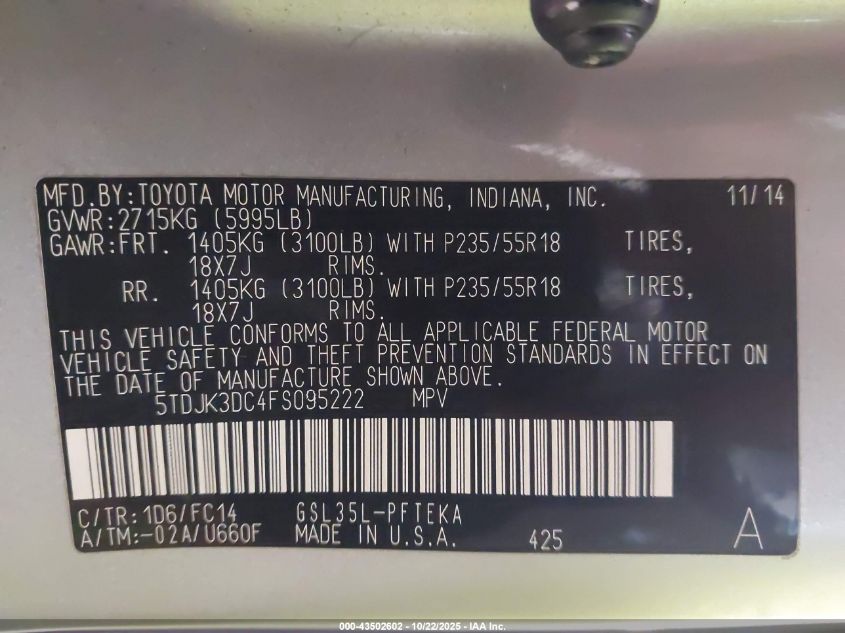 MFD.BY:TOYOTA MOTOR MANUFACTURING, INDIANA, INC. 11/14
GVWR:2715KG (5995LB)
GAWR:FRT. 1405KG (3100LB) WITH P235/55R18 TIRES,
18X7J RIMS.
RR. 1405KG (3100LB) WITH P235/55R18 TIRES,
18X7J RIMS.
THIS VEHICLE CONFORMS TO ALL APPLICABLE FEDERAL MOTOR
VEHICLE SAFETY AND THEFT PREVENTION STANDARDS IN EFFECT ON
THE DATE OF MANUFACTURE SHOWN ABOVE.
5TDJK3DC4FS095222 MPV
C/TR:1D6/FC14 GSL35L-PFTEKA
A/TM:-02A/U660F MADE IN U.S.A. 425 A
000-43502602 - 10/22/2025 - IAA Inc.